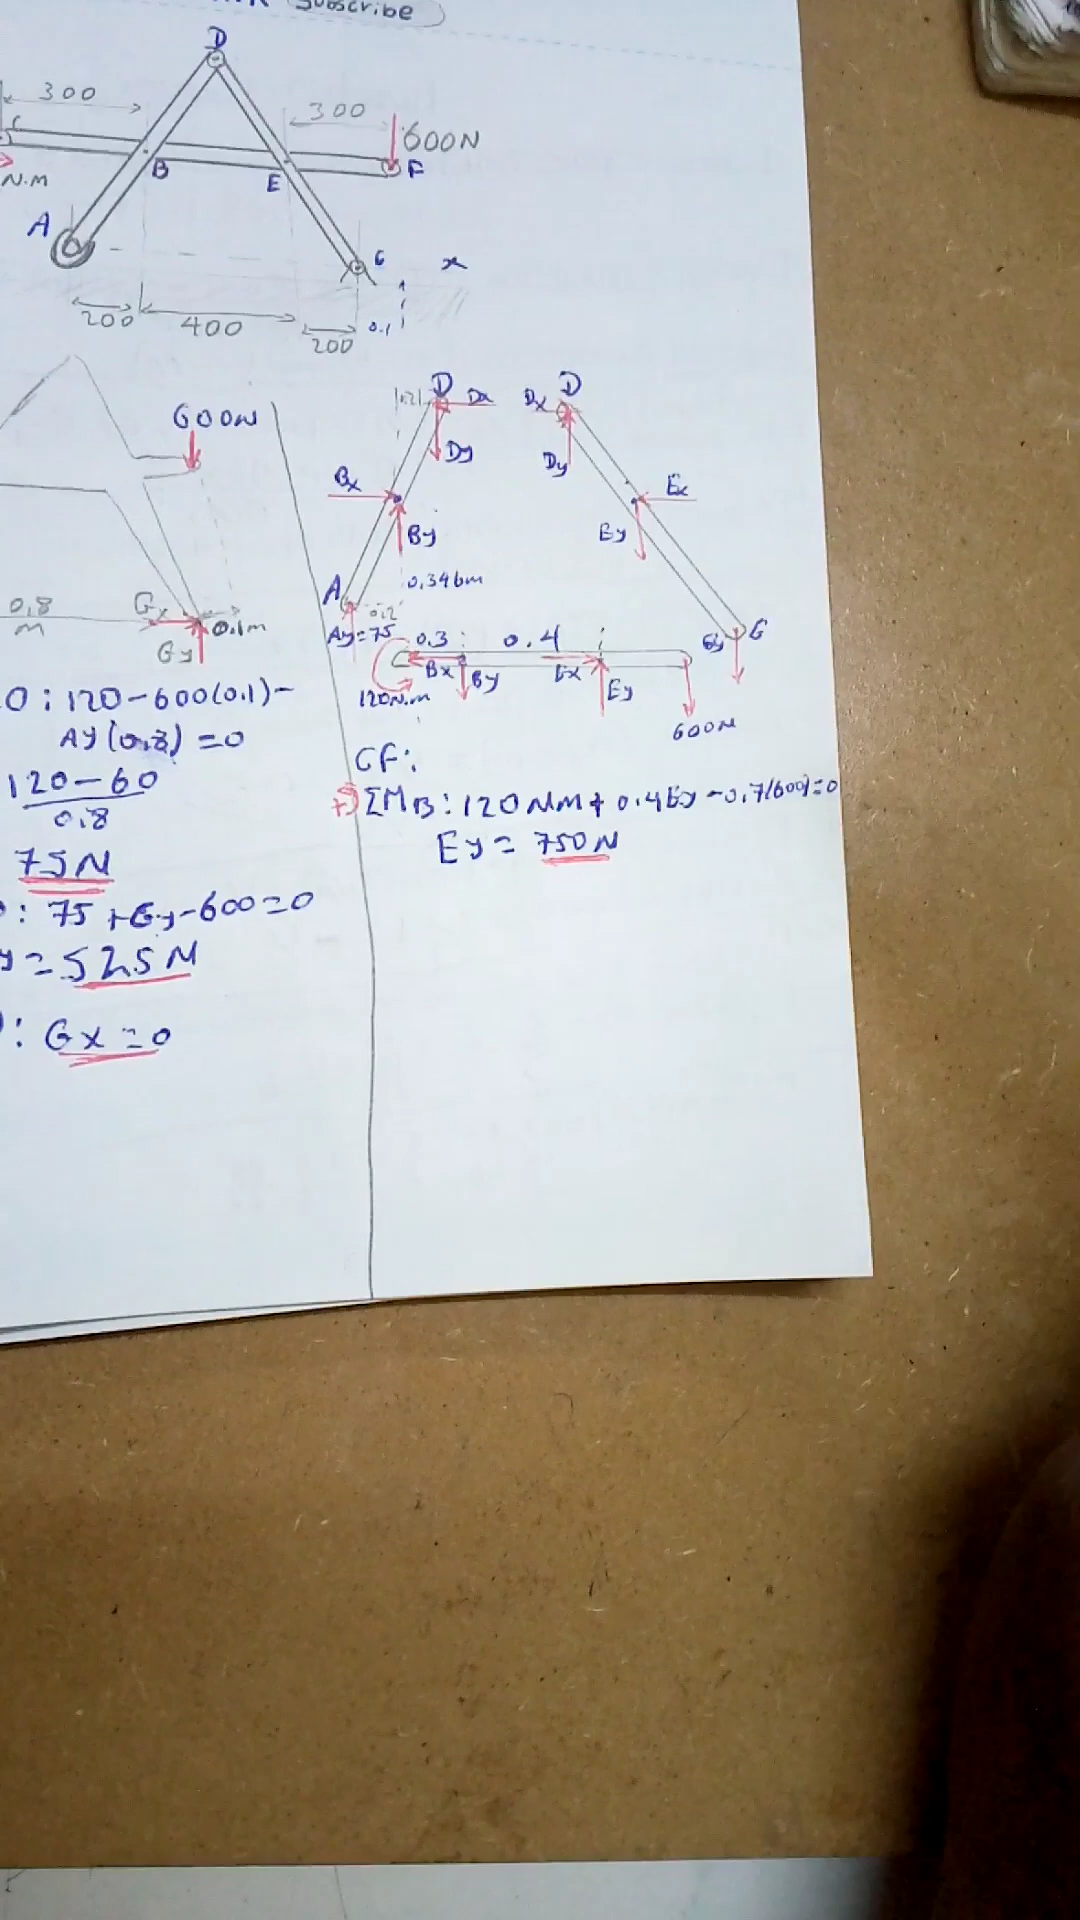 Subscribe
D
300
300
600N
C
B
E
F
N.M
A
G
x
200
400
200
0.1
600N
0.8
m
Gx
0.1m
Gy
0:120-600(0.1)-
Ay(0.8)=0
120-60
0.8
75N
: 75+Gy-600=0
y=525N
: Gx=0
D
Dx
Dx
D
Dy
Dy
Bx
Ex
By
Ey
0.346m
A
0.2
Ay=75
Gy
G
0.3
0.4
C
Bx
By
Ex
Ey
120N.m
600N
CF:
+ΣMB:120Nm+0.4Ey-0.7(600)=0
Ey=750N